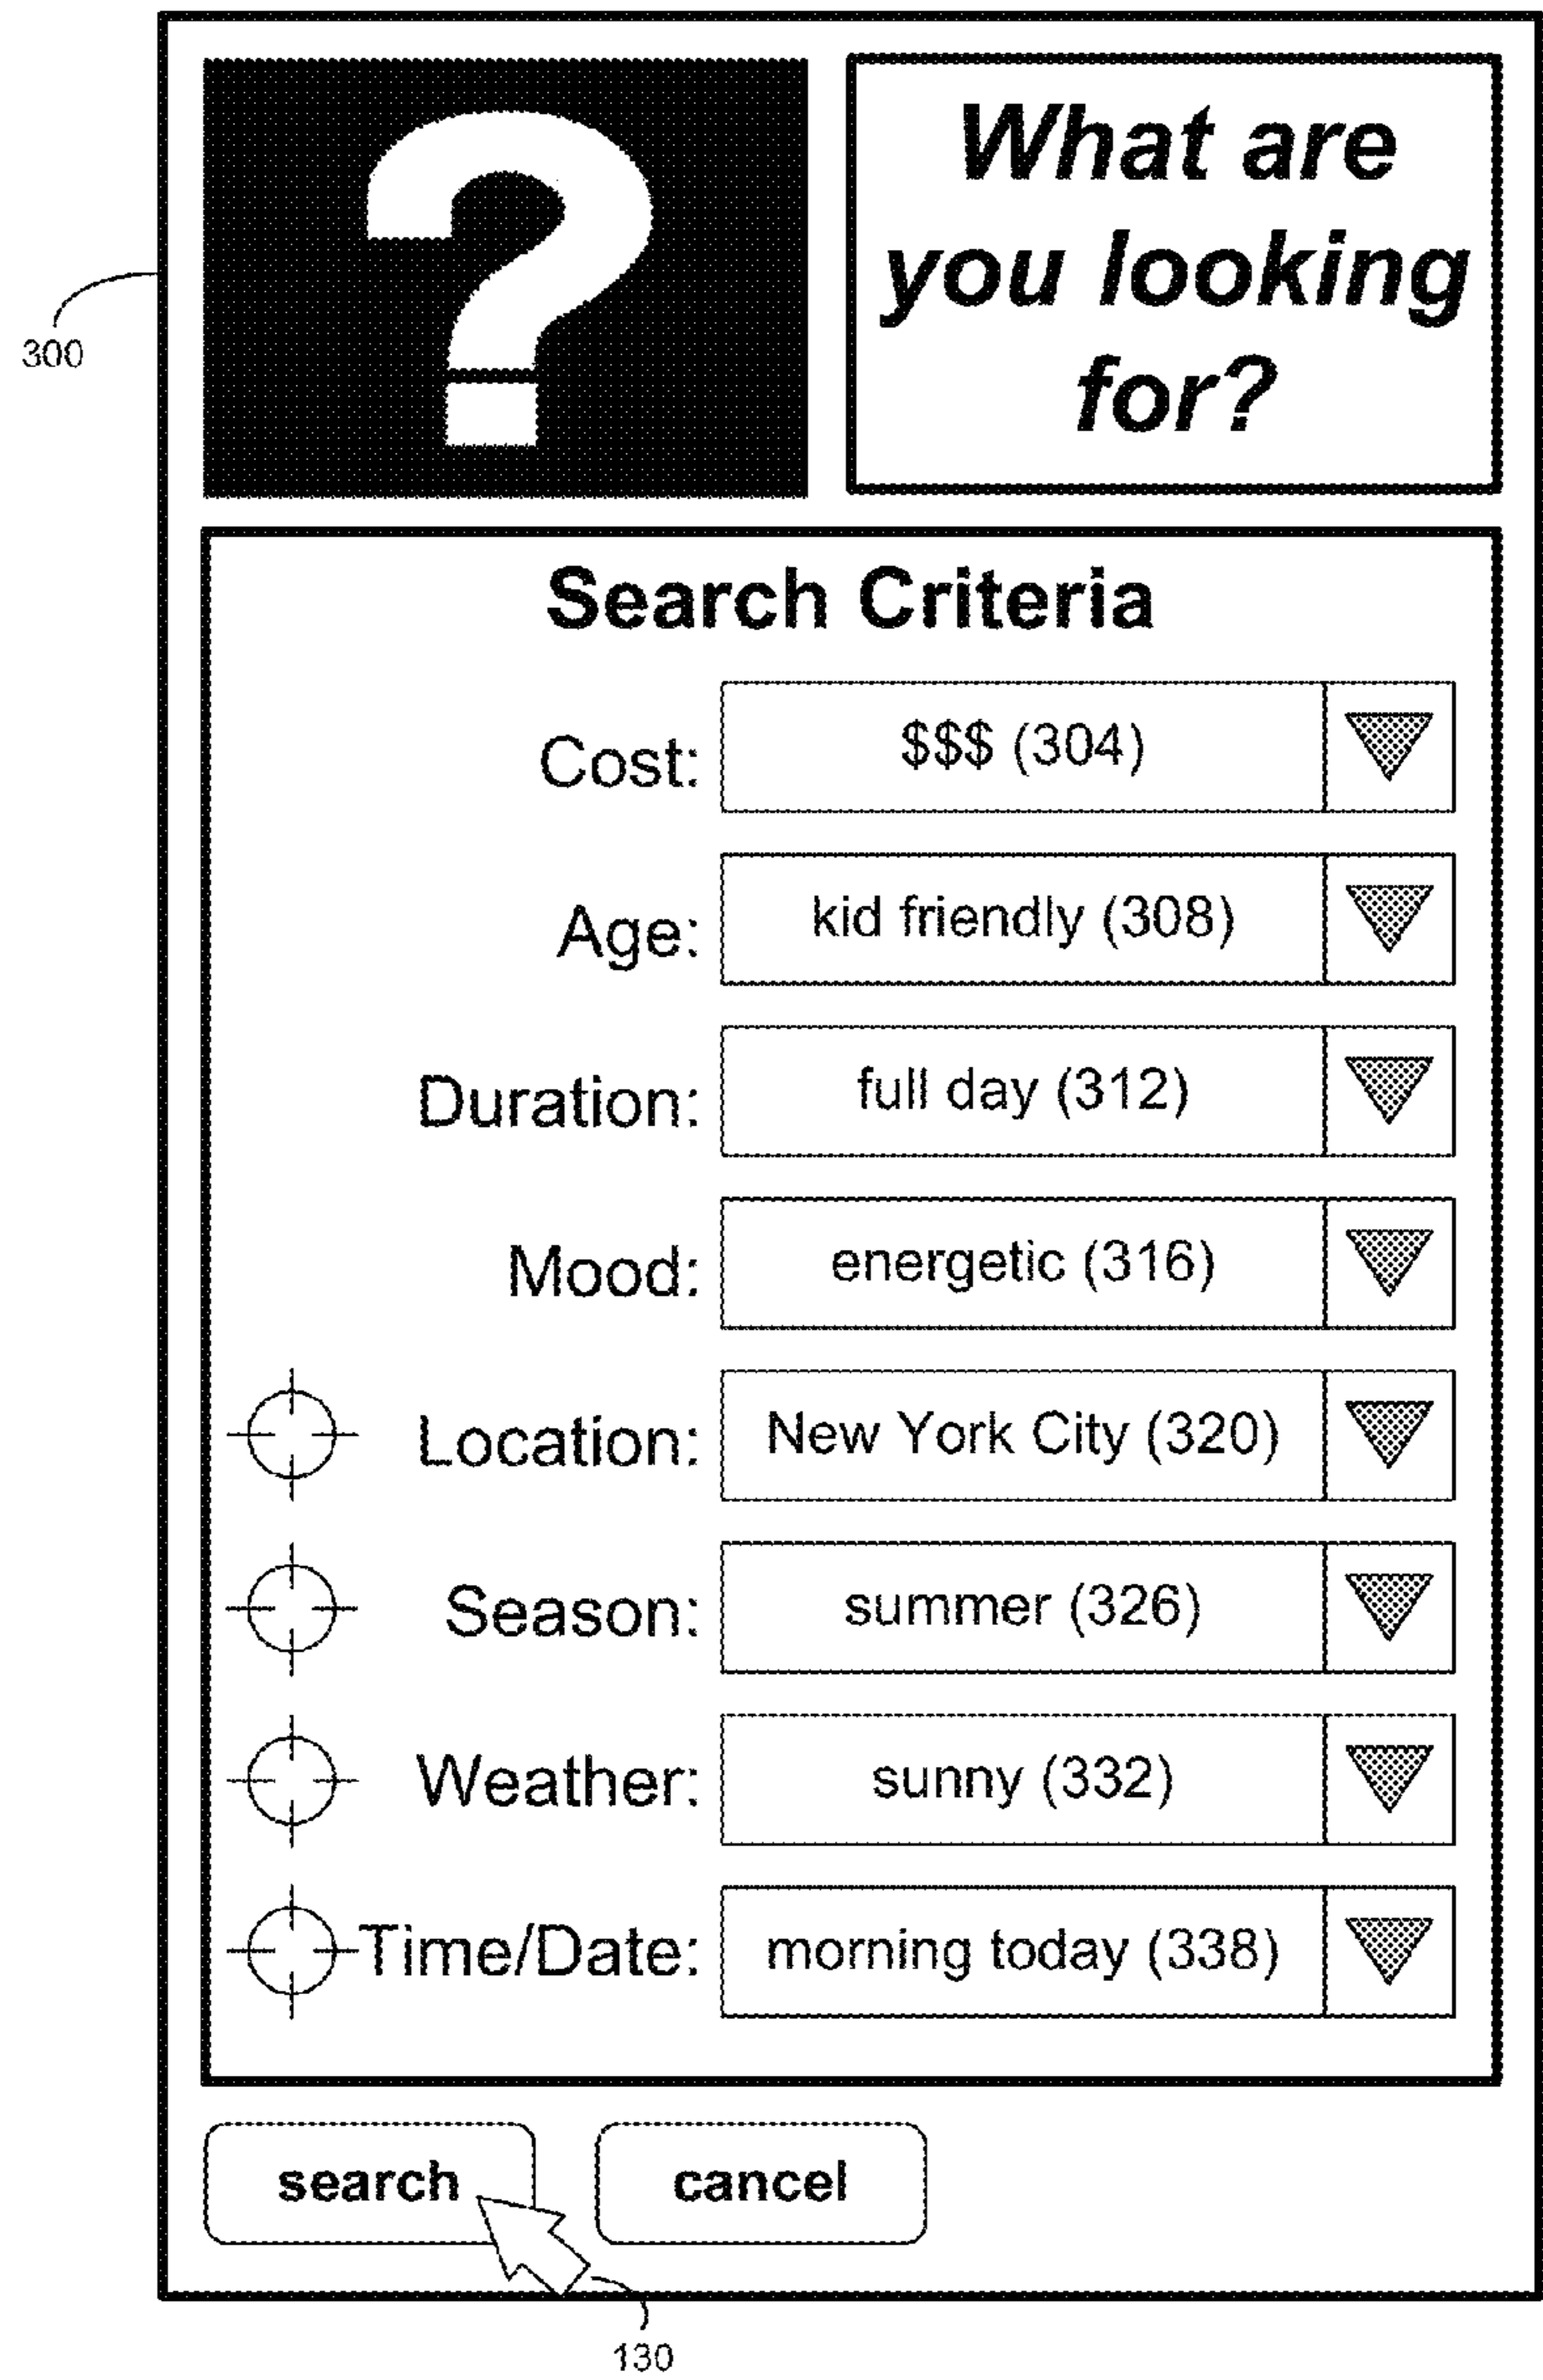 ?
What are
you looking
for?
300
Search Criteria
Cost: $$$ (304)
Age: kid friendly (308)
Duration: full day (312)
Mood: energetic (316)
Location: New York City (320)
Season: summer (326)
Weather: sunny (332)
Time/Date: morning today (338)
search cancel
130